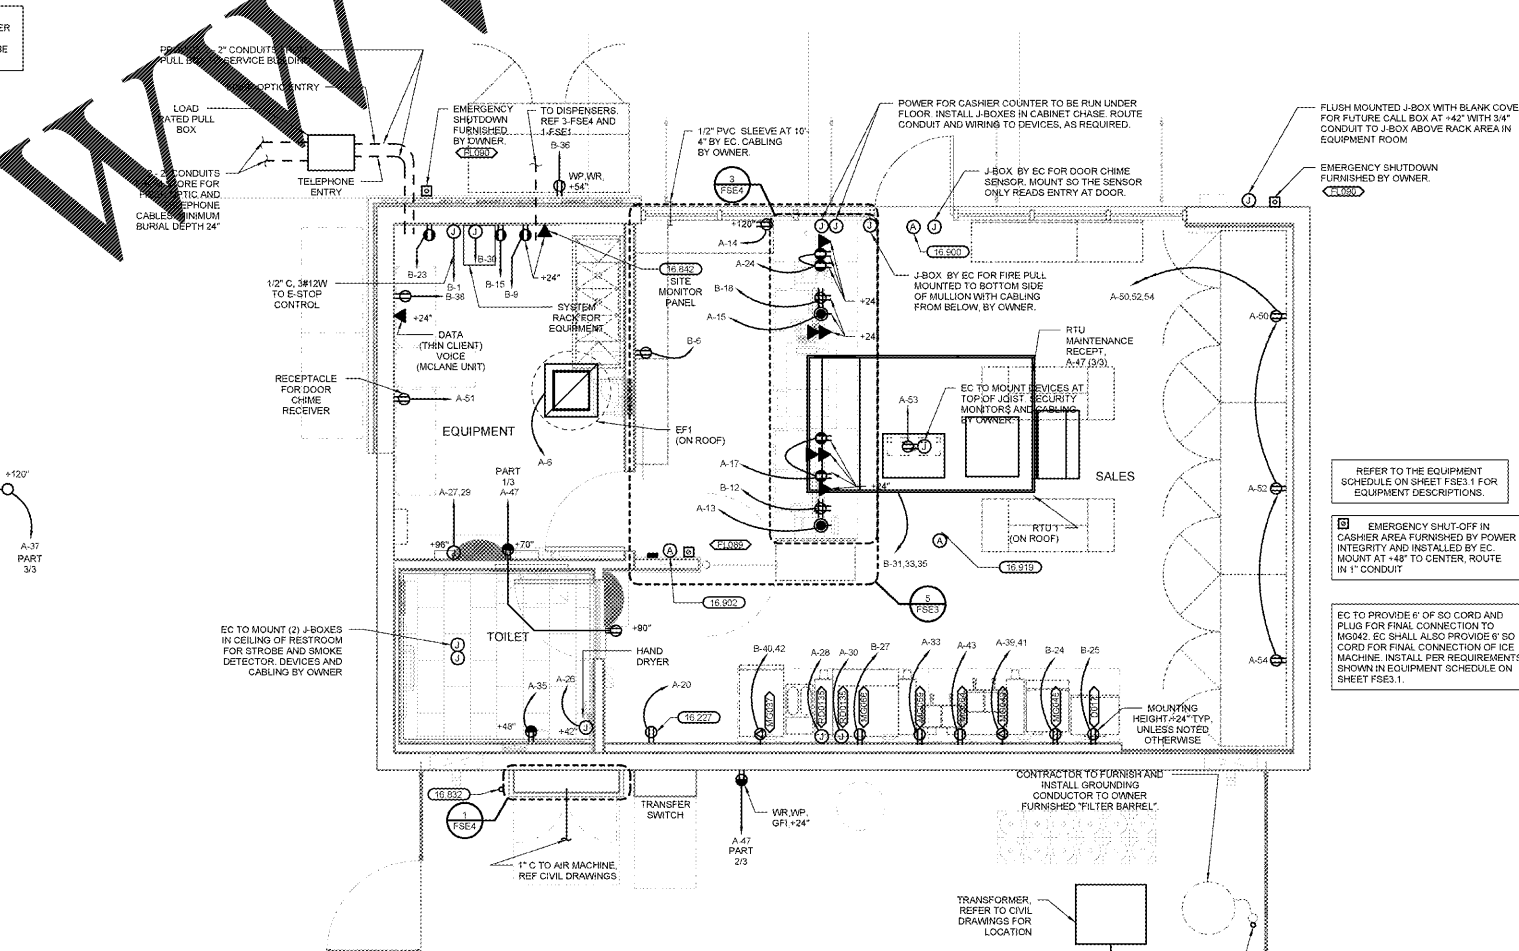 ER
BE
2" CONDUITS
PULL BOX
SERVICE BUILDING
OPTIC ENTRY
LOAD
RATED PULL
BOX
2" CONDUITS
STORE FOR
OPTIC AND
TELEPHONE
CABLES. MINIMUM
BURIAL DEPTH 24"
TELEPHONE
ENTRY
EMERGENCY
SHUTDOWN
FURNISHED
BY OWNER.
FL090
TO DISPENSERS.
REF 3-FSE4 AND
1-FSE1
B-36
WP,WR,
+54"
1/2" PVC SLEEVE AT 10'-
4" BY EC. CABLING
BY OWNER.
3
FSE4
POWER FOR CASHIER COUNTER TO BE RUN UNDER
FLOOR. INSTALL J-BOXES IN CABINET CHASE. ROUTE
CONDUIT AND WIRING TO DEVICES, AS REQUIRED.
J-BOX BY EC FOR DOOR CHIME
SENSOR. MOUNT SO THE SENSOR
ONLY READS ENTRY AT DOOR.
FLUSH MOUNTED J-BOX WITH BLANK COVE
FOR FUTURE CALL BOX AT +42" WITH 3/4"
CONDUIT TO J-BOX ABOVE RACK AREA IN
EQUIPMENT ROOM
EMERGENCY SHUTDOWN
FURNISHED BY OWNER.
FL090
J
J
J
+120"
A-14
J
J
J
A
J
16.900
B-23
B-1
B-36
B-30
B-15
B-9
+24"
1/2" C, 3#12W
TO E-STOP
CONTROL
SYSTEM
RACK FOR
EQUIPMENT
16.842
SITE
MONITOR
PANEL
A-24
B-18
A-15
+24"
+24"
J-BOX BY EC FOR FIRE PULL
MOUNTED TO BOTTOM SIDE
OF MULLION WITH CABLING
FROM BELOW, BY OWNER.
A-50,52,54
A-50
+24"
DATA
(THIN CLIENT)
VOICE
(MCLANE UNIT)
B-6
RTU
MAINTENANCE
RECEPT,
A-47 (3/3)
RECEPTACLE
FOR DOOR
CHIME
RECEIVER
A-51
EQUIPMENT
EF1
(ON ROOF)
A-6
A-53
J
EC TO MOUNT DEVICES AT
TOP OF JOIST. SECURITY
MONITORS AND CABLING
BY OWNER
SALES
A-17
B-12
A-13
+24"
A-52
REFER TO THE EQUIPMENT
SCHEDULE ON SHEET FSE3.1 FOR
EQUIPMENT DESCRIPTIONS.
+120"
A-37
PART
3/3
PART
1/3
A-47
A-27,29
+96"
J
+70"
A
FL089
B-31,33,35
A
RTU 1
(ON ROOF)
16.919
EMERGENCY SHUT-OFF IN
CASHIER AREA FURNISHED BY POWER
INTEGRITY AND INSTALLED BY EC.
MOUNT AT +48" TO CENTER, ROUTE
IN 1" CONDUIT
16.902
5
FSE3
EC TO MOUNT (2) J-BOXES
IN CEILING OF RESTROOM
FOR STROBE AND SMOKE
DETECTOR. DEVICES AND
CABLING BY OWNER
J
J
TOILET
+90"
HAND
DRYER
EC TO PROVIDE 6' OF SO CORD AND
PLUG FOR FINAL CONNECTION TO
MG042. EC SHALL ALSO PROVIDE 6' SO
CORD FOR FINAL CONNECTION OF ICE
MACHINE. INSTALL PER REQUIREMENTS
SHOWN IN EQUIPMENT SCHEDULE ON
SHEET FSE3.1.
A-35
A-26
+48"
+42"
J
A-20
16.227
B-40,42
A-28
A-30
B-27
A-33
A-43
A-39,41
B-24
B-25
J
J
A-54
MOUNTING
HEIGHT +24" TYP,
UNLESS NOTED
OTHERWISE
16.832
1
FSE4
TRANSFER
SWITCH
WR,WP,
GFI,+24"
A-47
PART
2/3
1" C TO AIR MACHINE,
REF CIVIL DRAWINGS
CONTRACTOR TO FURNISH AND
INSTALL GROUNDING
CONDUCTOR TO OWNER
FURNISHED "FILTER BARREL".
TRANSFORMER,
REFER TO CIVIL
DRAWINGS FOR
LOCATION